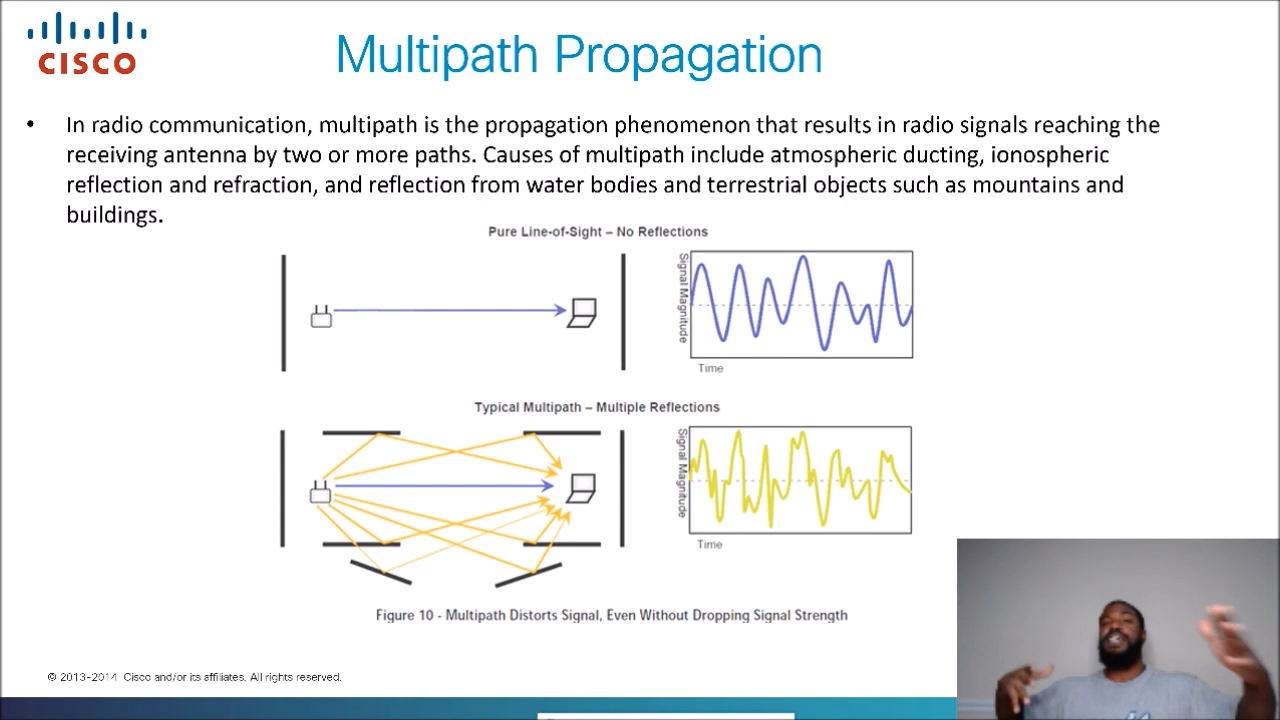 CISCO
Multipath Propagation
• In radio communication, multipath is the propagation phenomenon that results in radio signals reaching the
receiving antenna by two or more paths. Causes of multipath include atmospheric ducting, ionospheric
reflection and refraction, and reflection from water bodies and terrestrial objects such as mountains and
buildings.
Pure Line-of-Sight – No Reflections
Signal Magnitude
Time
Typical Multipath – Multiple Reflections
Signal Magnitude
Time
Figure 10 - Multipath Distorts Signal, Even Without Dropping Signal Strength
© 2013-2014 Cisco and/or its affiliates. All rights reserved.